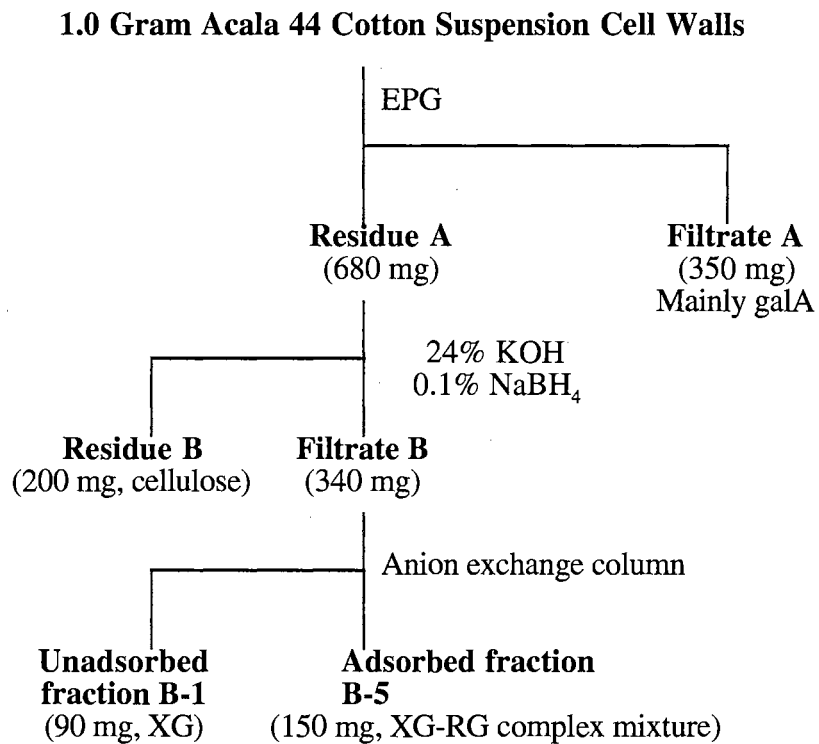 1.0 Gram Acala 44 Cotton Suspension Cell Walls
EPG
Residue A
(680 mg)
Filtrate A
(350 mg)
Mainly galA
24% KOH
0.1% NaBH₄
Residue B
(200 mg, cellulose)
Filtrate B
(340 mg)
Anion exchange column
Unadsorbed
fraction B-1
(90 mg, XG)
Adsorbed fraction
B-5
(150 mg, XG-RG complex mixture)